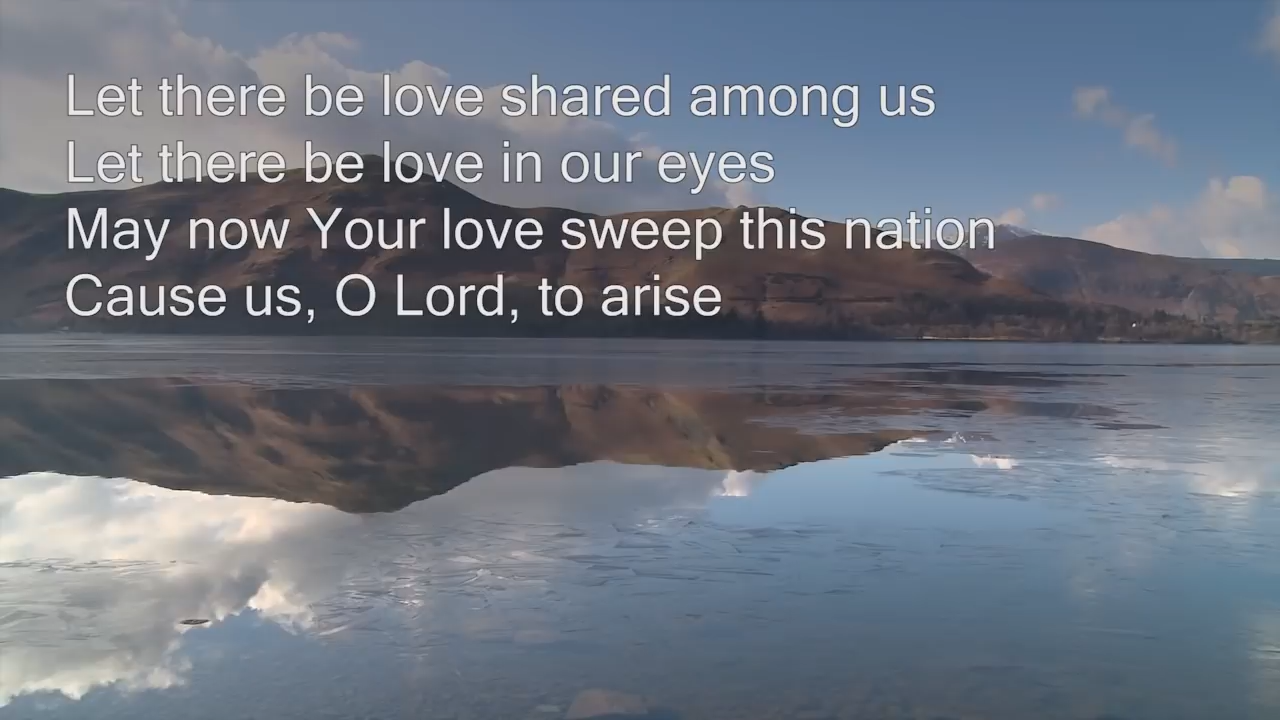 Let there be love shared among us
Let there be love in our eyes
May now Your love sweep this nation
Cause us, O Lord, to arise